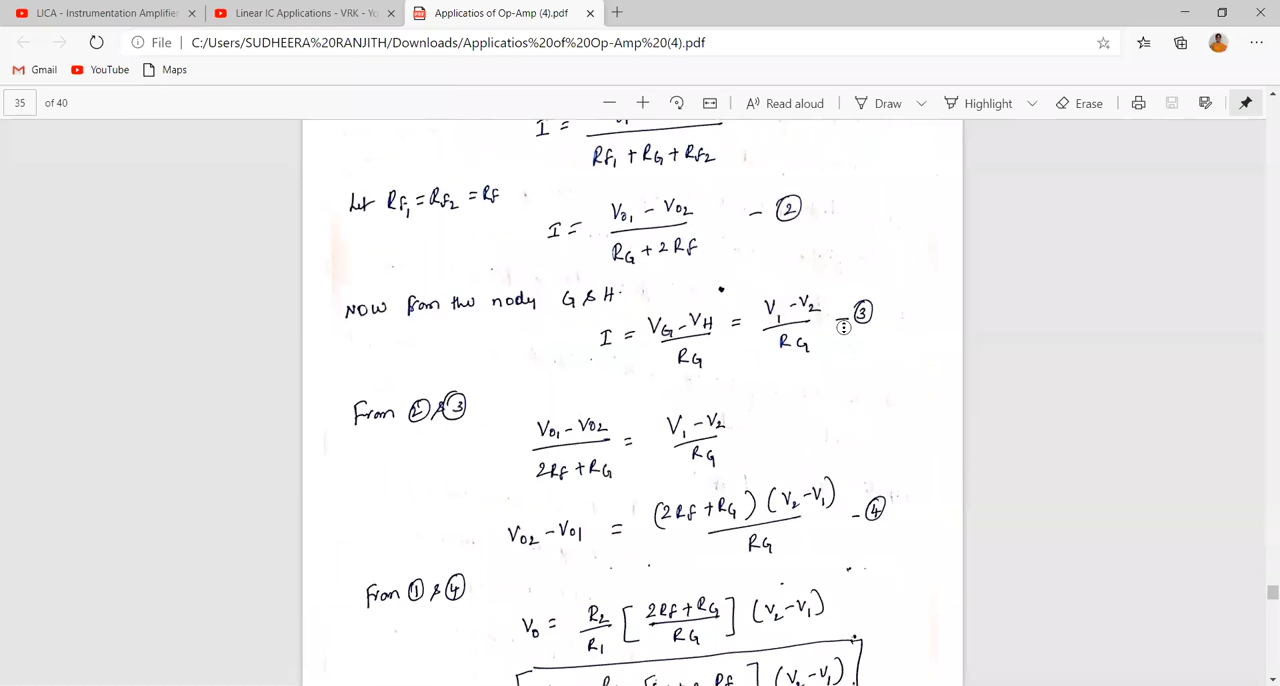 LICA - Instrumentation Amplifier
Linear IC Applications - VRK - Yo
Applicatios of Op-Amp (4).pdf
File C:/Users/SUDHEERA%20RANJITH/Downloads/Applicatios%20of%20Op-Amp%20(4).pdf
Gmail YouTube Maps
35 of 40 Read aloud Draw Highlight Erase
I =
Rf1 + RG + Rf2
Let Rf1 = Rf2 = Rf
I = (Vo1 - Vo2) / (RG + 2Rf) - ②
NOW from the nody G & H.
I = (VG - VH) / RG = (V1 - V2) / RG - ③
From ② & ③
(Vo1 - Vo2) / (2Rf + RG) = (V1 - V2) / RG
Vo2 - Vo1 = (2Rf + RG) (V2 - V1) / RG - ④
From ① & ④
Vo = R2 / R1 [ (2Rf + RG) / RG ] (V2 - V1)
(V2 - V1)